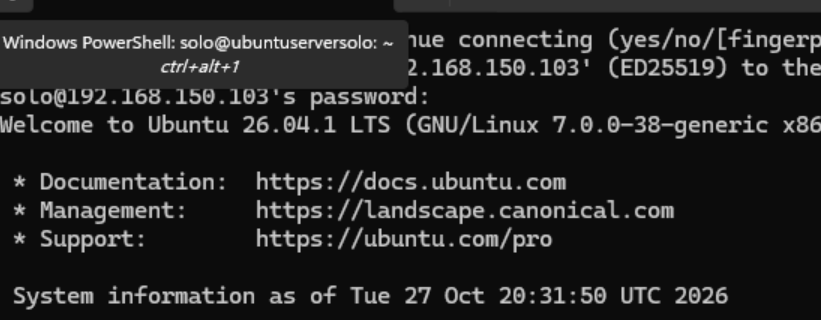 Windows PowerShell: solo@ubuntuserversolo: ~
ctrl+alt+1
nue connecting (yes/no/[fingerp
2.168.150.103' (ED25519) to the
solo@192.168.150.103's password:
Welcome to Ubuntu 26.04.1 LTS (GNU/Linux 7.0.0-38-generic x86
* Documentation: https://docs.ubuntu.com
* Management: https://landscape.canonical.com
* Support: https://ubuntu.com/pro
System information as of Tue 27 Oct 20:31:50 UTC 2026